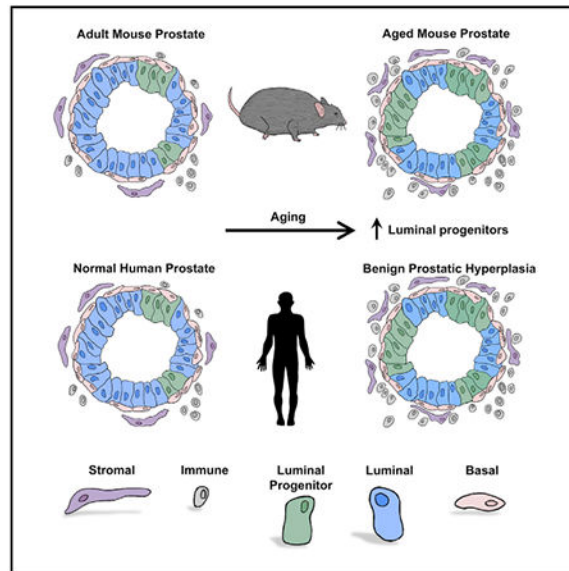 Adult Mouse Prostate
Aged Mouse Prostate
Aging
↑ Luminal progenitors
Normal Human Prostate
Benign Prostatic Hyperplasia
Stromal
Immune
Luminal
Progenitor
Luminal
Basal